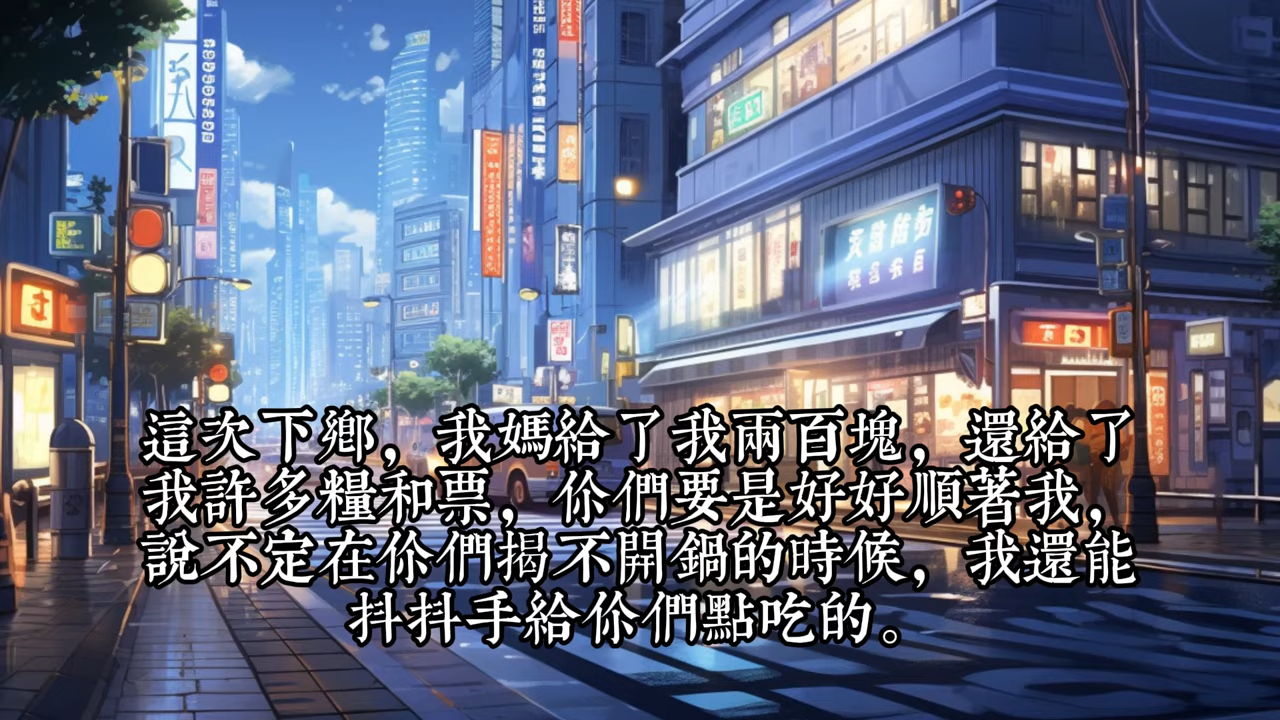 這次下鄉，我媽給了我兩百塊，還給了
我許多糧和票，你們要是好好順著我，
說不定在你們揭不開鍋的時候，我還能
抖抖手給你們點吃的。